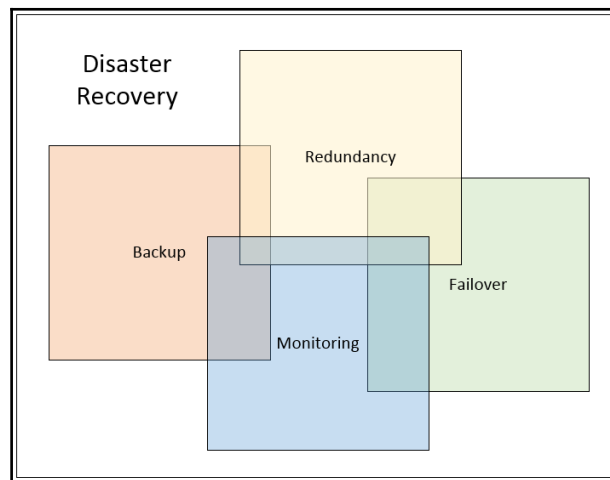 Disaster
Recovery
Redundancy
Backup
Failover
Monitoring